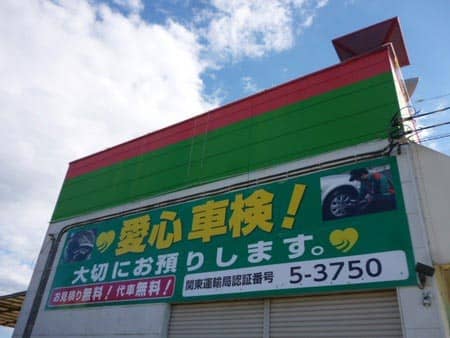 愛心車検!
大切にお預りします。
お見積り無料! 代車無料!
関東運輸局認証番号 5-3750